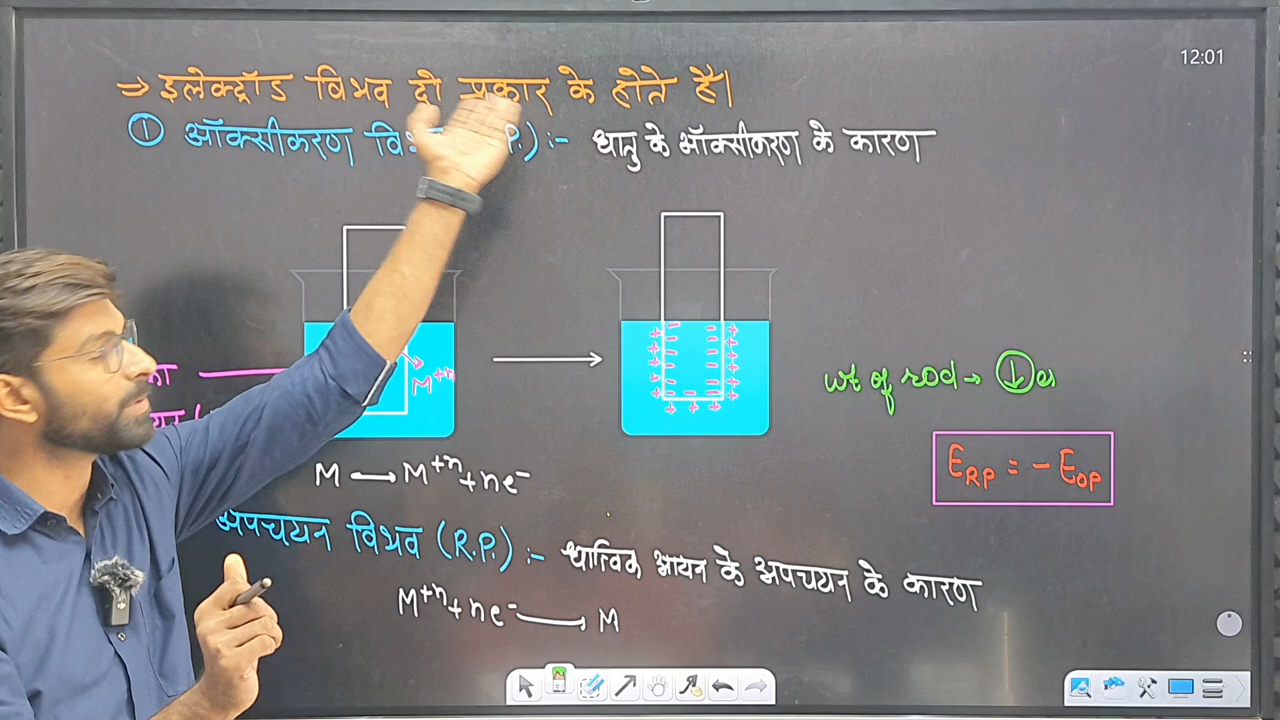 12:01
⇒ इलेक्ट्रॉड विभव दो प्रकार के होते है।
① ऑक्सीकरण P.) :- धातु के ऑक्सीकरण के कारण
M⁺ⁿ
+ + + + + + + + + + + + + + +
wt of rod → ↓es
M → M⁺ⁿ + ne⁻
E_RP = - E_OP
अपचयन विभव (R.P.) :- धात्विक आयन के अपचयन के कारण
M⁺ⁿ + ne⁻ → M